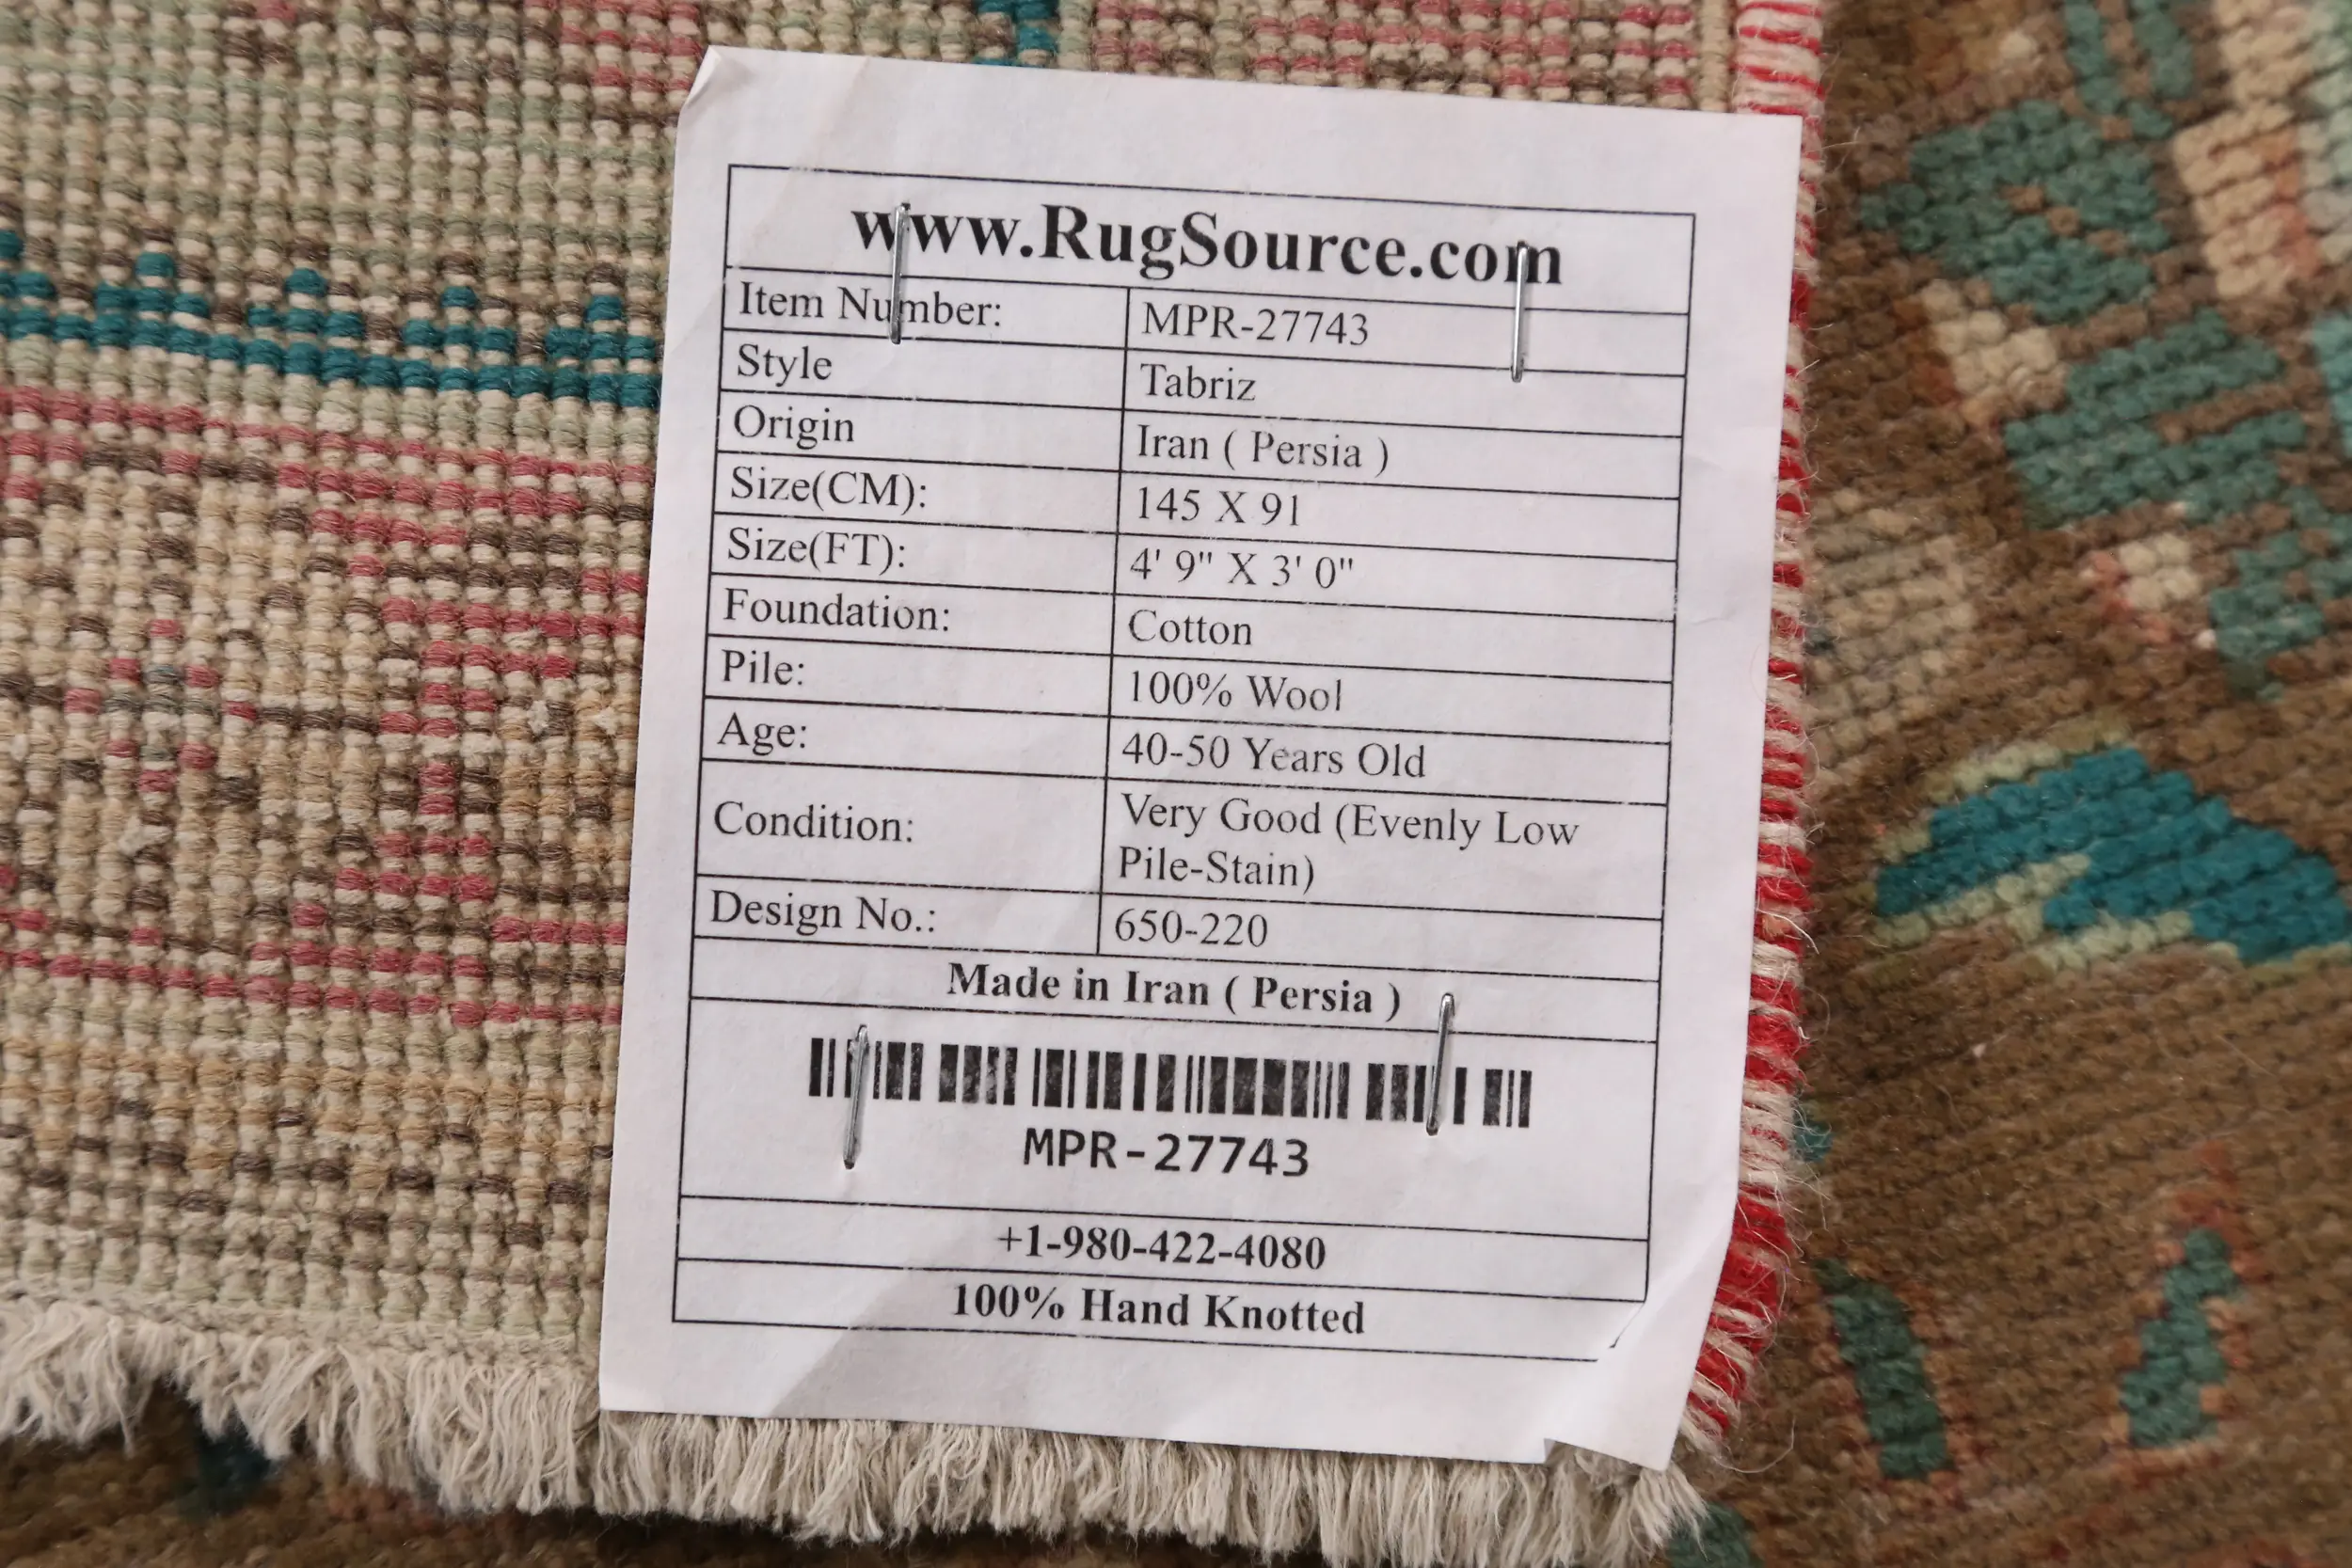 www.RugSource.com
Item Number: MPR-27743
Style Tabriz
Origin Iran ( Persia )
Size(CM): 145 X 91
Size(FT): 4' 9" X 3' 0"
Foundation: Cotton
Pile: 100% Wool
Age: 40-50 Years Old
Condition: Very Good (Evenly Low
Pile-Stain)
Design No.: 650-220
Made in Iran ( Persia )
MPR-27743
+1-980-422-4080
100% Hand Knotted